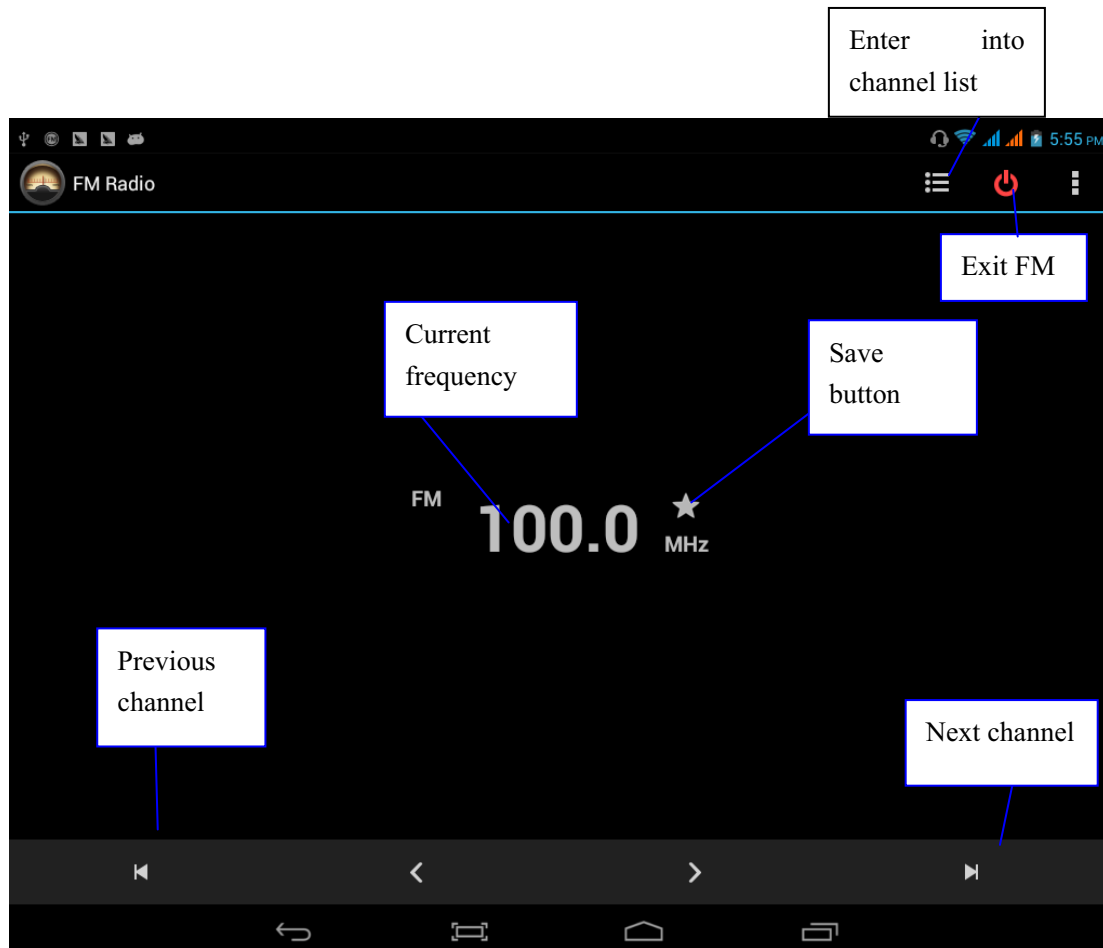 Enter into
channel list
5:55 PM
FM Radio
Exit FM
Current
frequency
Save
button
FM
100.0
MHz
Previous
channel
Next channel